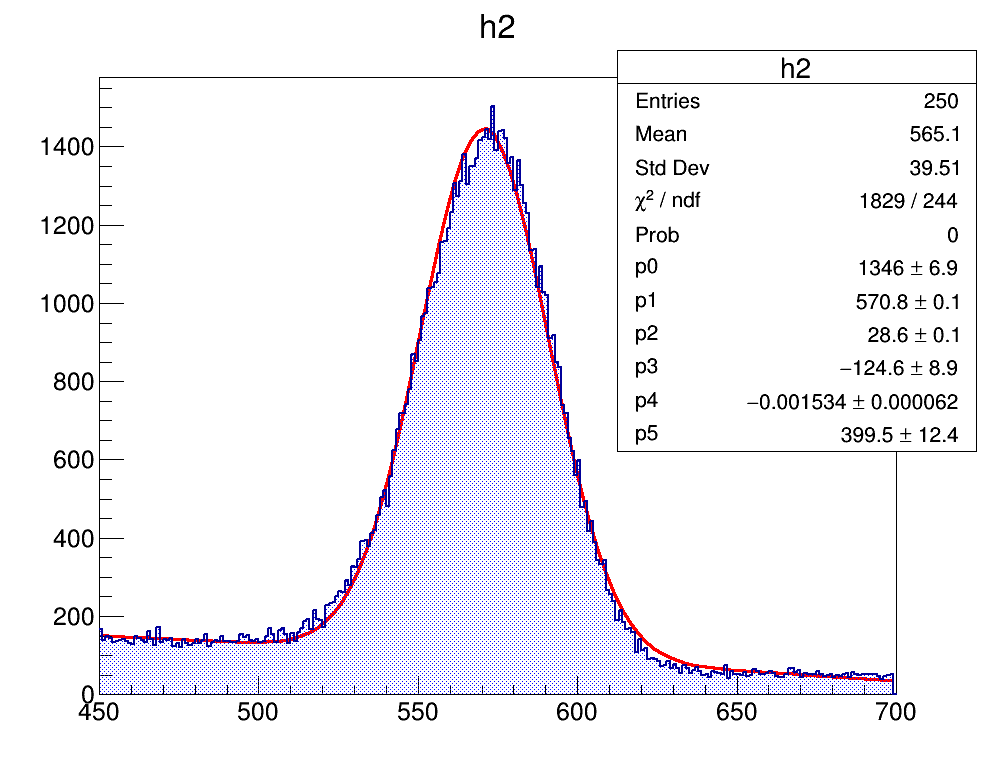 h2
h2
Entries 250
Mean 565.1
Std Dev 39.51
χ² / ndf 1829 / 244
Prob 0
p0 1346 ± 6.9
p1 570.8 ± 0.1
p2 28.6 ± 0.1
p3 −124.6 ± 8.9
p4 −0.001534 ± 0.000062
p5 399.5 ± 12.4
1400
1200
1000
800
600
400
200
0
450 500 550 600 650 700